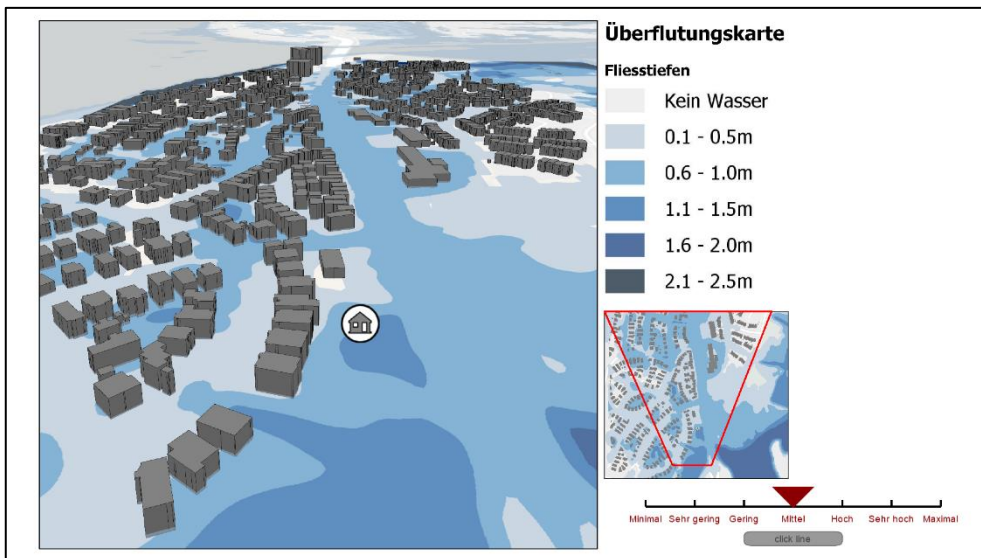 Überflutungskarte
Fliesstiefen
Kein Wasser
0.1 - 0.5m
0.6 - 1.0m
1.1 - 1.5m
1.6 - 2.0m
2.1 - 2.5m
Minimal Sehr gering Gering Mittel Hoch Sehr hoch Maximal
click line